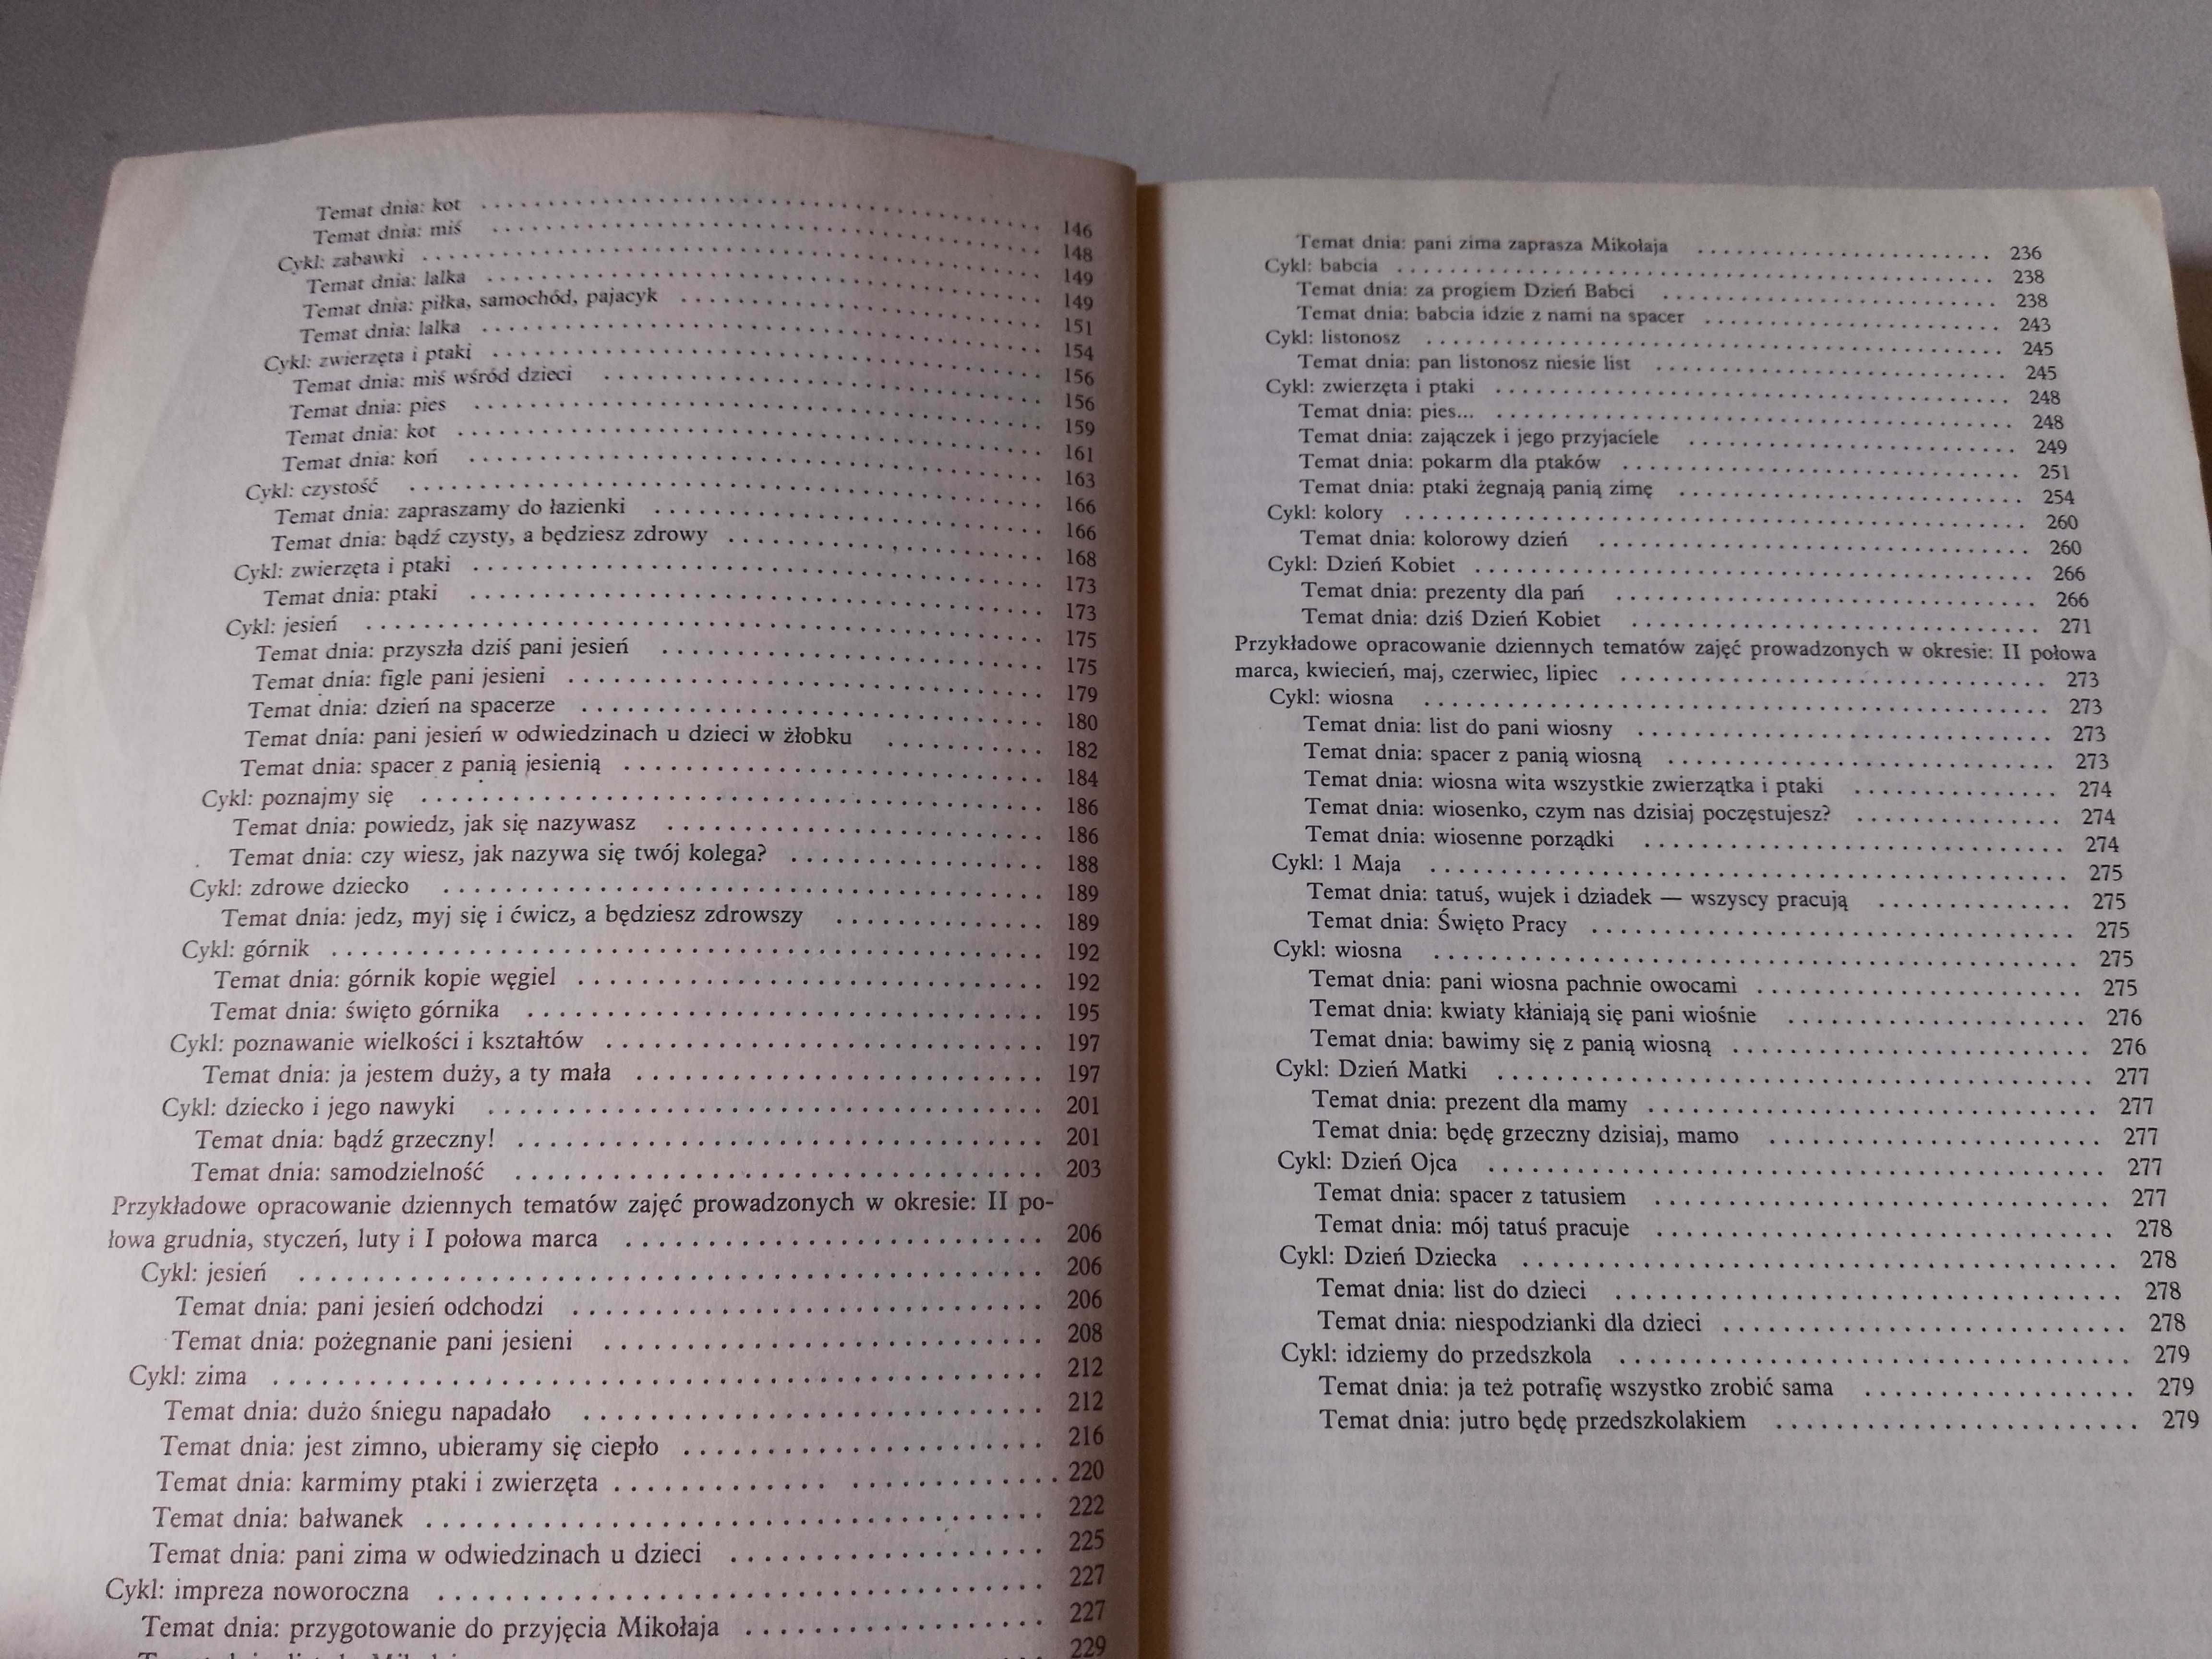 Temat dnia: kot . . . . . . . . . . 146
Temat dnia: miś . . . . . . . . . . 148
Cykl: zabawki . . . . . . . . . . 149
Temat dnia: lalka . . . . . . . . . . 149
Temat dnia: piłka, samochód, pajacyk . . . . . . . . . . 151
Temat dnia: lalka . . . . . . . . . . 154
Cykl: zwierzęta i ptaki . . . . . . . . . . 156
Temat dnia: miś wśród dzieci . . . . . . . . . . 156
Temat dnia: pies . . . . . . . . . . 159
Temat dnia: kot . . . . . . . . . . 161
Temat dnia: koń . . . . . . . . . . 163
Cykl: czystość . . . . . . . . . . 166
Temat dnia: zapraszamy do łazienki . . . . . . . . . . 166
Temat dnia: bądź czysty, a będziesz zdrowy . . . . . . . . . . 168
Cykl: zwierzęta i ptaki . . . . . . . . . . 173
Temat dnia: ptaki . . . . . . . . . . 173
Cykl: jesień . . . . . . . . . . 175
Temat dnia: przyszła dziś pani jesień . . . . . . . . . . 175
Temat dnia: figle pani jesieni . . . . . . . . . . 179
Temat dnia: dzień na spacerze . . . . . . . . . . 180
Temat dnia: pani jesień w odwiedzinach u dzieci w żłobku . . . . . . . . . . 182
Temat dnia: spacer z panią jesienią . . . . . . . . . . 184
Cykl: poznajmy się . . . . . . . . . . 186
Temat dnia: powiedz, jak się nazywasz . . . . . . . . . . 186
Temat dnia: czy wiesz, jak nazywa się twój kolega? . . . . . . . . . . 188
Cykl: zdrowe dziecko . . . . . . . . . . 189
Temat dnia: jedz, myj się i ćwicz, a będziesz zdrowszy . . . . . . . . . . 189
Cykl: górnik . . . . . . . . . . 192
Temat dnia: górnik kopie węgiel . . . . . . . . . . 192
Temat dnia: święto górnika . . . . . . . . . . 195
Cykl: poznawanie wielkości i kształtów . . . . . . . . . . 197
Temat dnia: ja jestem duży, a ty mała . . . . . . . . . . 197
Cykl: dziecko i jego nawyki . . . . . . . . . . 201
Temat dnia: bądź grzeczny! . . . . . . . . . . 201
Temat dnia: samodzielność . . . . . . . . . . 203
Przykładowe opracowanie dziennych tematów zajęć prowadzonych w okresie: II po-
łowa grudnia, styczeń, luty i I połowa marca . . . . . . . . . . 206
Cykl: jesień . . . . . . . . . . 206
Temat dnia: pani jesień odchodzi . . . . . . . . . . 206
Temat dnia: pożegnanie pani jesieni . . . . . . . . . . 208
Cykl: zima . . . . . . . . . . 212
Temat dnia: dużo śniegu napadało . . . . . . . . . . 212
Temat dnia: jest zimno, ubieramy się ciepło . . . . . . . . . . 216
Temat dnia: karmimy ptaki i zwierzęta . . . . . . . . . . 220
Temat dnia: bałwanek . . . . . . . . . . 222
Temat dnia: pani zima w odwiedzinach u dzieci . . . . . . . . . . 225
Cykl: impreza noworoczna . . . . . . . . . . 227
Temat dnia: przygotowanie do przyjęcia Mikołaja . . . . . . . . . . 227
229
Temat dnia: pani zima zaprasza Mikołaja . . . . . . . . . . 236
Cykl: babcia . . . . . . . . . . 238
Temat dnia: za progiem Dzień Babci . . . . . . . . . . 238
Temat dnia: babcia idzie z nami na spacer . . . . . . . . . . 243
Cykl: listonosz . . . . . . . . . . 245
Temat dnia: pan listonosz niesie list . . . . . . . . . . 245
Cykl: zwierzęta i ptaki . . . . . . . . . . 248
Temat dnia: pies... . . . . . . . . . . 248
Temat dnia: zajączek i jego przyjaciele . . . . . . . . . . 249
Temat dnia: pokarm dla ptaków . . . . . . . . . . 251
Temat dnia: ptaki żegnają panią zimę . . . . . . . . . . 254
Cykl: kolory . . . . . . . . . . 260
Temat dnia: kolorowy dzień . . . . . . . . . . 260
Cykl: Dzień Kobiet . . . . . . . . . . 266
Temat dnia: prezenty dla pań . . . . . . . . . . 266
Temat dnia: dziś Dzień Kobiet . . . . . . . . . . 271
Przykładowe opracowanie dziennych tematów zajęć prowadzonych w okresie: II połowa
marca, kwiecień, maj, czerwiec, lipiec . . . . . . . . . . 273
Cykl: wiosna . . . . . . . . . . 273
Temat dnia: list do pani wiosny . . . . . . . . . . 273
Temat dnia: spacer z panią wiosną . . . . . . . . . . 273
Temat dnia: wiosna wita wszystkie zwierzątka i ptaki . . . . . . . . . . 274
Temat dnia: wiosenko, czym nas dzisiaj poczęstujesz? . . . . . . . . . . 274
Temat dnia: wiosenne porządki . . . . . . . . . . 274
Cykl: 1 Maja . . . . . . . . . . 275
Temat dnia: tatuś, wujek i dziadek — wszyscy pracują . . . . . . . . . . 275
Temat dnia: Święto Pracy . . . . . . . . . . 275
Cykl: wiosna . . . . . . . . . . 275
Temat dnia: pani wiosna pachnie owocami . . . . . . . . . . 275
Temat dnia: kwiaty kłaniają się pani wiośnie . . . . . . . . . . 276
Temat dnia: bawimy się z panią wiosną . . . . . . . . . . 276
Cykl: Dzień Matki . . . . . . . . . . 277
Temat dnia: prezent dla mamy . . . . . . . . . . 277
Temat dnia: będę grzeczny dzisiaj, mamo . . . . . . . . . . 277
Cykl: Dzień Ojca . . . . . . . . . . 277
Temat dnia: spacer z tatusiem . . . . . . . . . . 277
Temat dnia: mój tatuś pracuje . . . . . . . . . . 278
Cykl: Dzień Dziecka . . . . . . . . . . 278
Temat dnia: list do dzieci . . . . . . . . . . 278
Temat dnia: niespodzianki dla dzieci . . . . . . . . . . 278
Cykl: idziemy do przedszkola . . . . . . . . . . 279
Temat dnia: ja też potrafię wszystko zrobić sama . . . . . . . . . . 279
Temat dnia: jutro będę przedszkolakiem . . . . . . . . . . 279